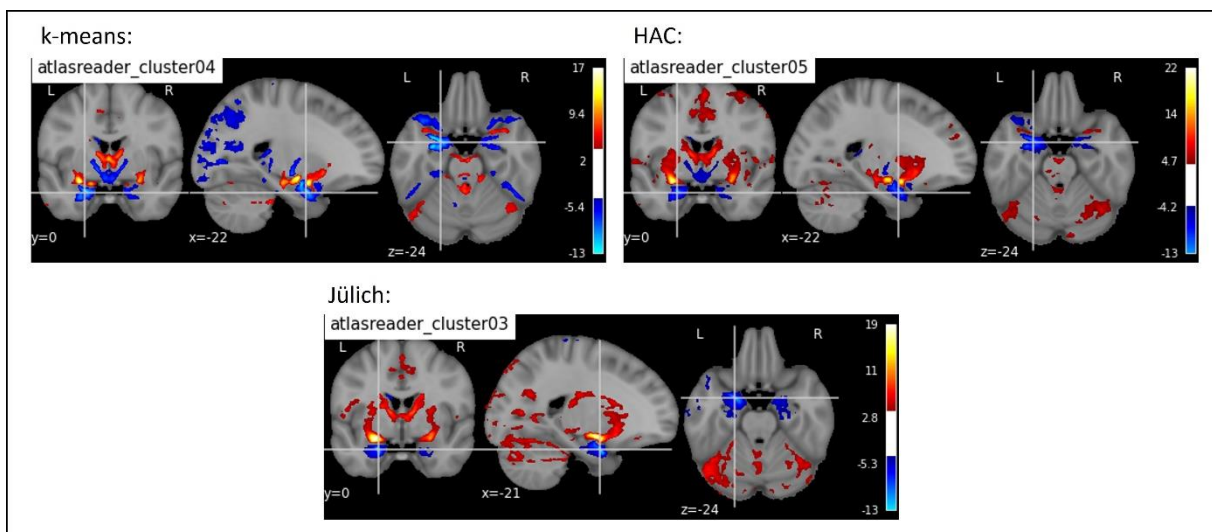 k-means:
atlasreader_cluster04
L R
L R
17
9.4
2
-5.4
-13
y=0
x=-22
z=-24
HAC:
atlasreader_cluster05
L R
L R
22
14
4.7
-4.2
-13
y=0
x=-22
z=-24
Jülich:
atlasreader_cluster03
L R
L R
19
11
2.8
-5.3
-13
y=0
x=-21
z=-24